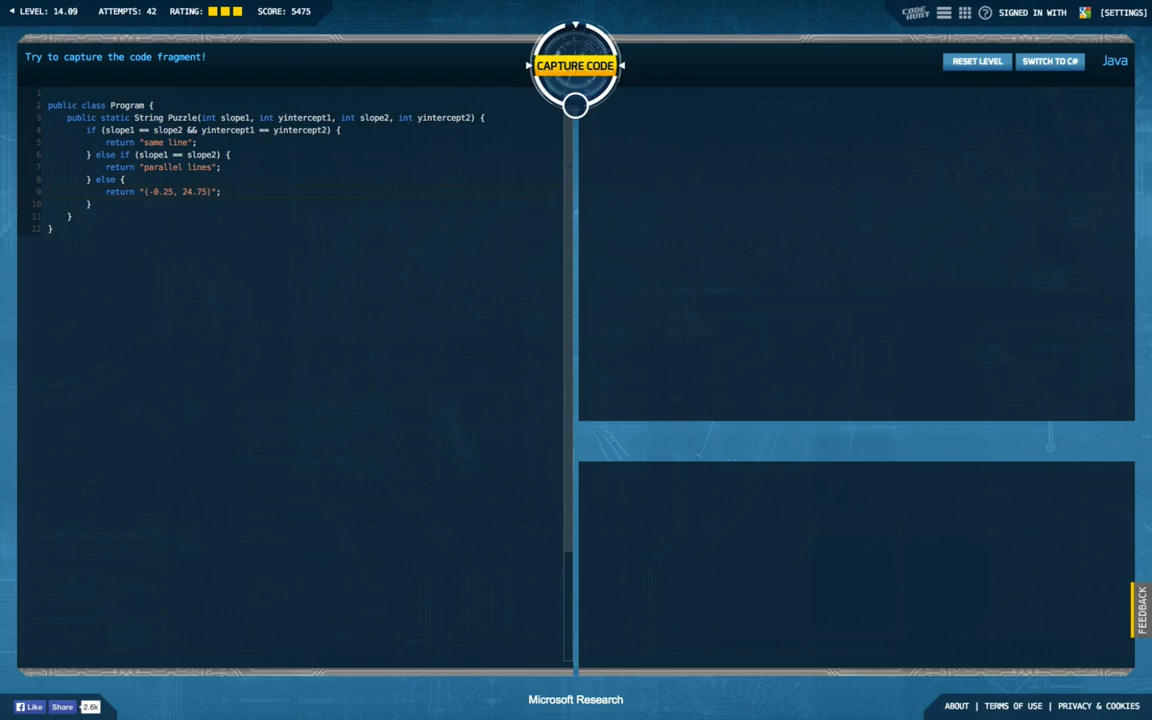 LEVEL: 14.09 ATTEMPTS: 42 RATING: SCORE: 5475
CODE HUNT
? SIGNED IN WITH [SETTINGS]
Try to capture the code fragment!
CAPTURE CODE
RESET LEVEL SWITCH TO C# Java
1
2 public class Program {
3 public static String Puzzle(int slope1, int yintercept1, int slope2, int yintercept2) {
4 if (slope1 == slope2 && yintercept1 == yintercept2) {
5 return "same line";
6 } else if (slope1 == slope2) {
7 return "parallel lines";
8 } else {
9 return "(-0.25, 24.75)";
10 }
11 }
12 }
FEEDBACK
Like Share 2.6k
Microsoft Research
ABOUT | TERMS OF USE | PRIVACY & COOKIES